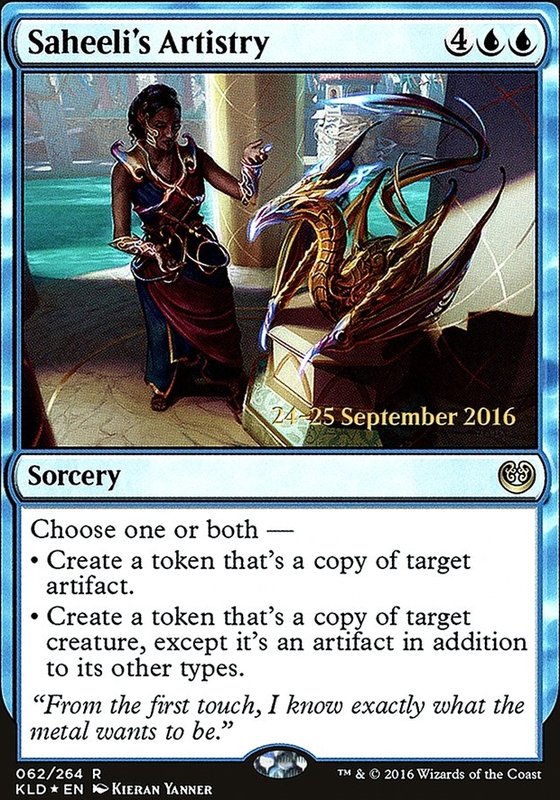 Saheeli's Artistry 4
24–25 September 2016
Sorcery
Choose one or both —
• Create a token that's a copy of target
artifact.
• Create a token that's a copy of target
creature, except it's an artifact in addition
to its other types.
“From the first touch, I know exactly what the
metal wants to be.”
062/264 R
KLD ★ EN Kieran Yanner
™ & © 2016 Wizards of the Coast